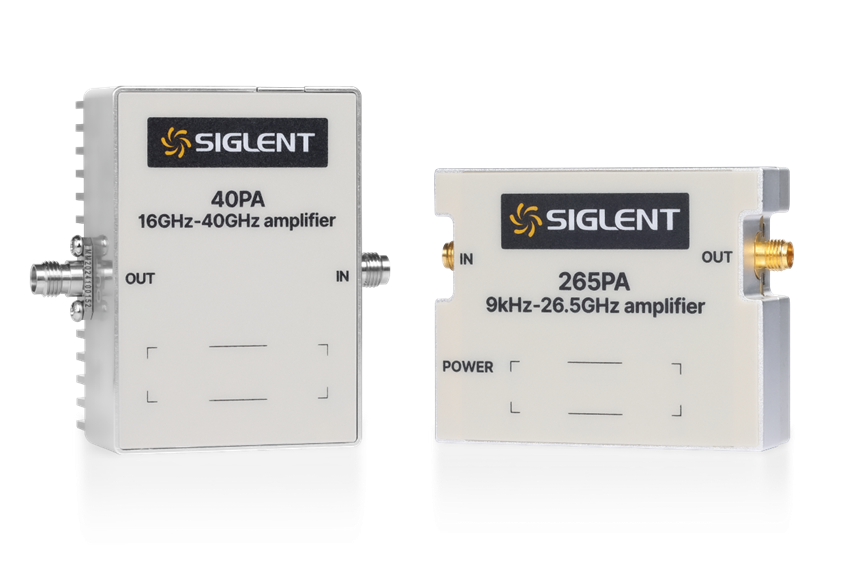 SIGLENT
40PA
16GHz-40GHz amplifier
OUT
IN
SIGLENT
IN
OUT
265PA
9kHz-26.5GHz amplifier
POWER